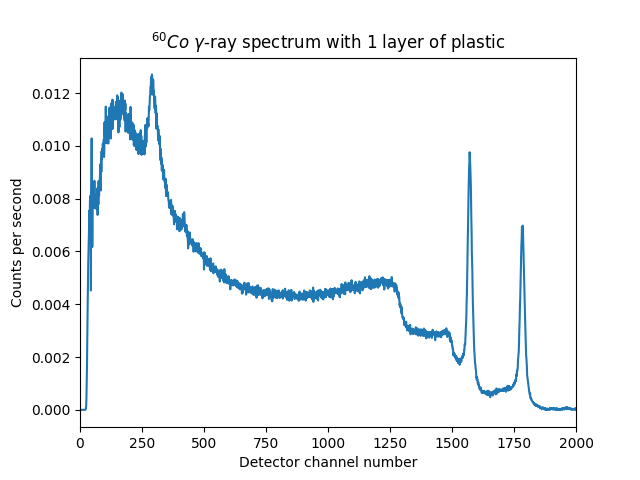 ⁶⁰Co γ-ray spectrum with 1 layer of plastic
0.012
0.010
0.008
0.006
0.004
0.002
0.000
Counts per second
0 250 500 750 1000 1250 1500 1750 2000
Detector channel number